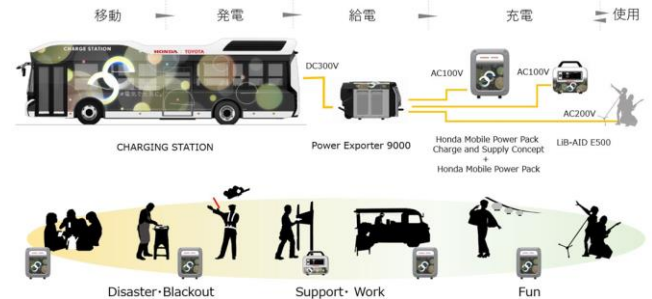 移動 発電 給電 充電 使用
CHARGE STATION
HONDA TOYOTA
DC300V
AC100V
AC100V
AC200V
CHARGING STATION
Power Exporter 9000
Honda Mobile Power Pack
Charge and Supply Concept
+
Honda Mobile Power Pack
LiB-AID E500
Disaster・Blackout
Support・ Work
Fun